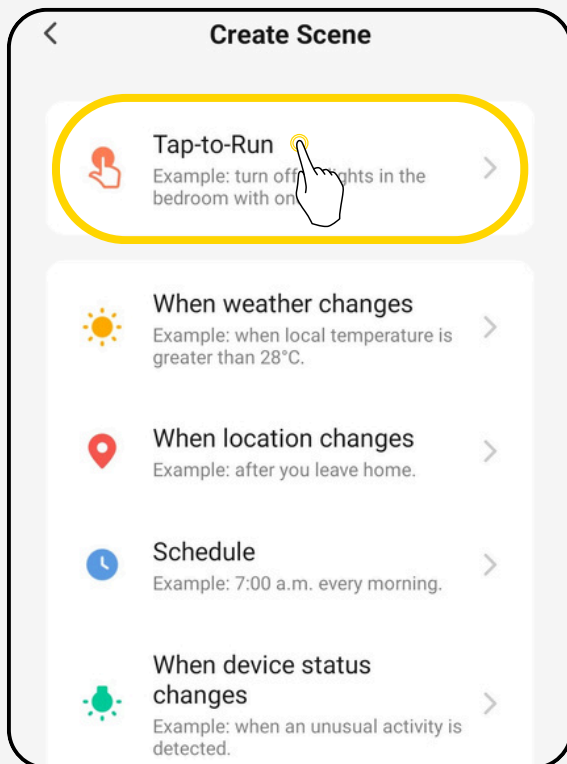 Create Scene
Tap-to-Run
Example: turn off ghts in the
bedroom with on
When weather changes
Example: when local temperature is
greater than 28°C.
When location changes
Example: after you leave home.
Schedule
Example: 7:00 a.m. every morning.
When device status
changes
Example: when an unusual activity is
detected.